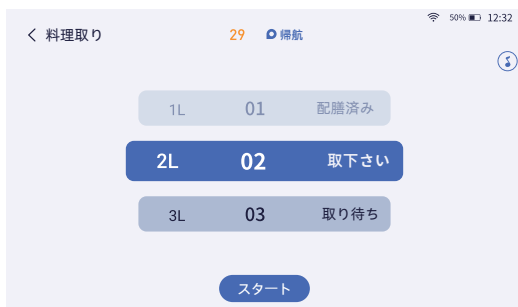 50% 12:32
料理取り 29 帰航
1L 01 配膳済み
2L 02 取下さい
3L 03 取り待ち
スタート